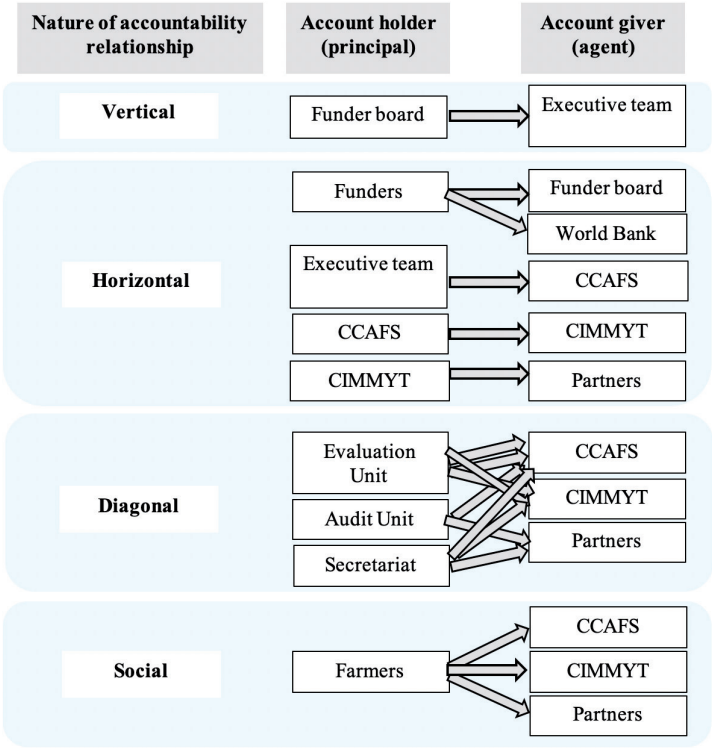 Nature of accountability
relationship
Account holder
(principal)
Account giver
(agent)
Vertical
Funder board
Executive team
Horizontal
Funders
Funder board
World Bank
Executive team
CCAFS
CCAFS
CIMMYT
CIMMYT
Partners
Diagonal
Evaluation
Unit
Audit Unit
Secretariat
CCAFS
CIMMYT
Partners
Social
Farmers
CCAFS
CIMMYT
Partners